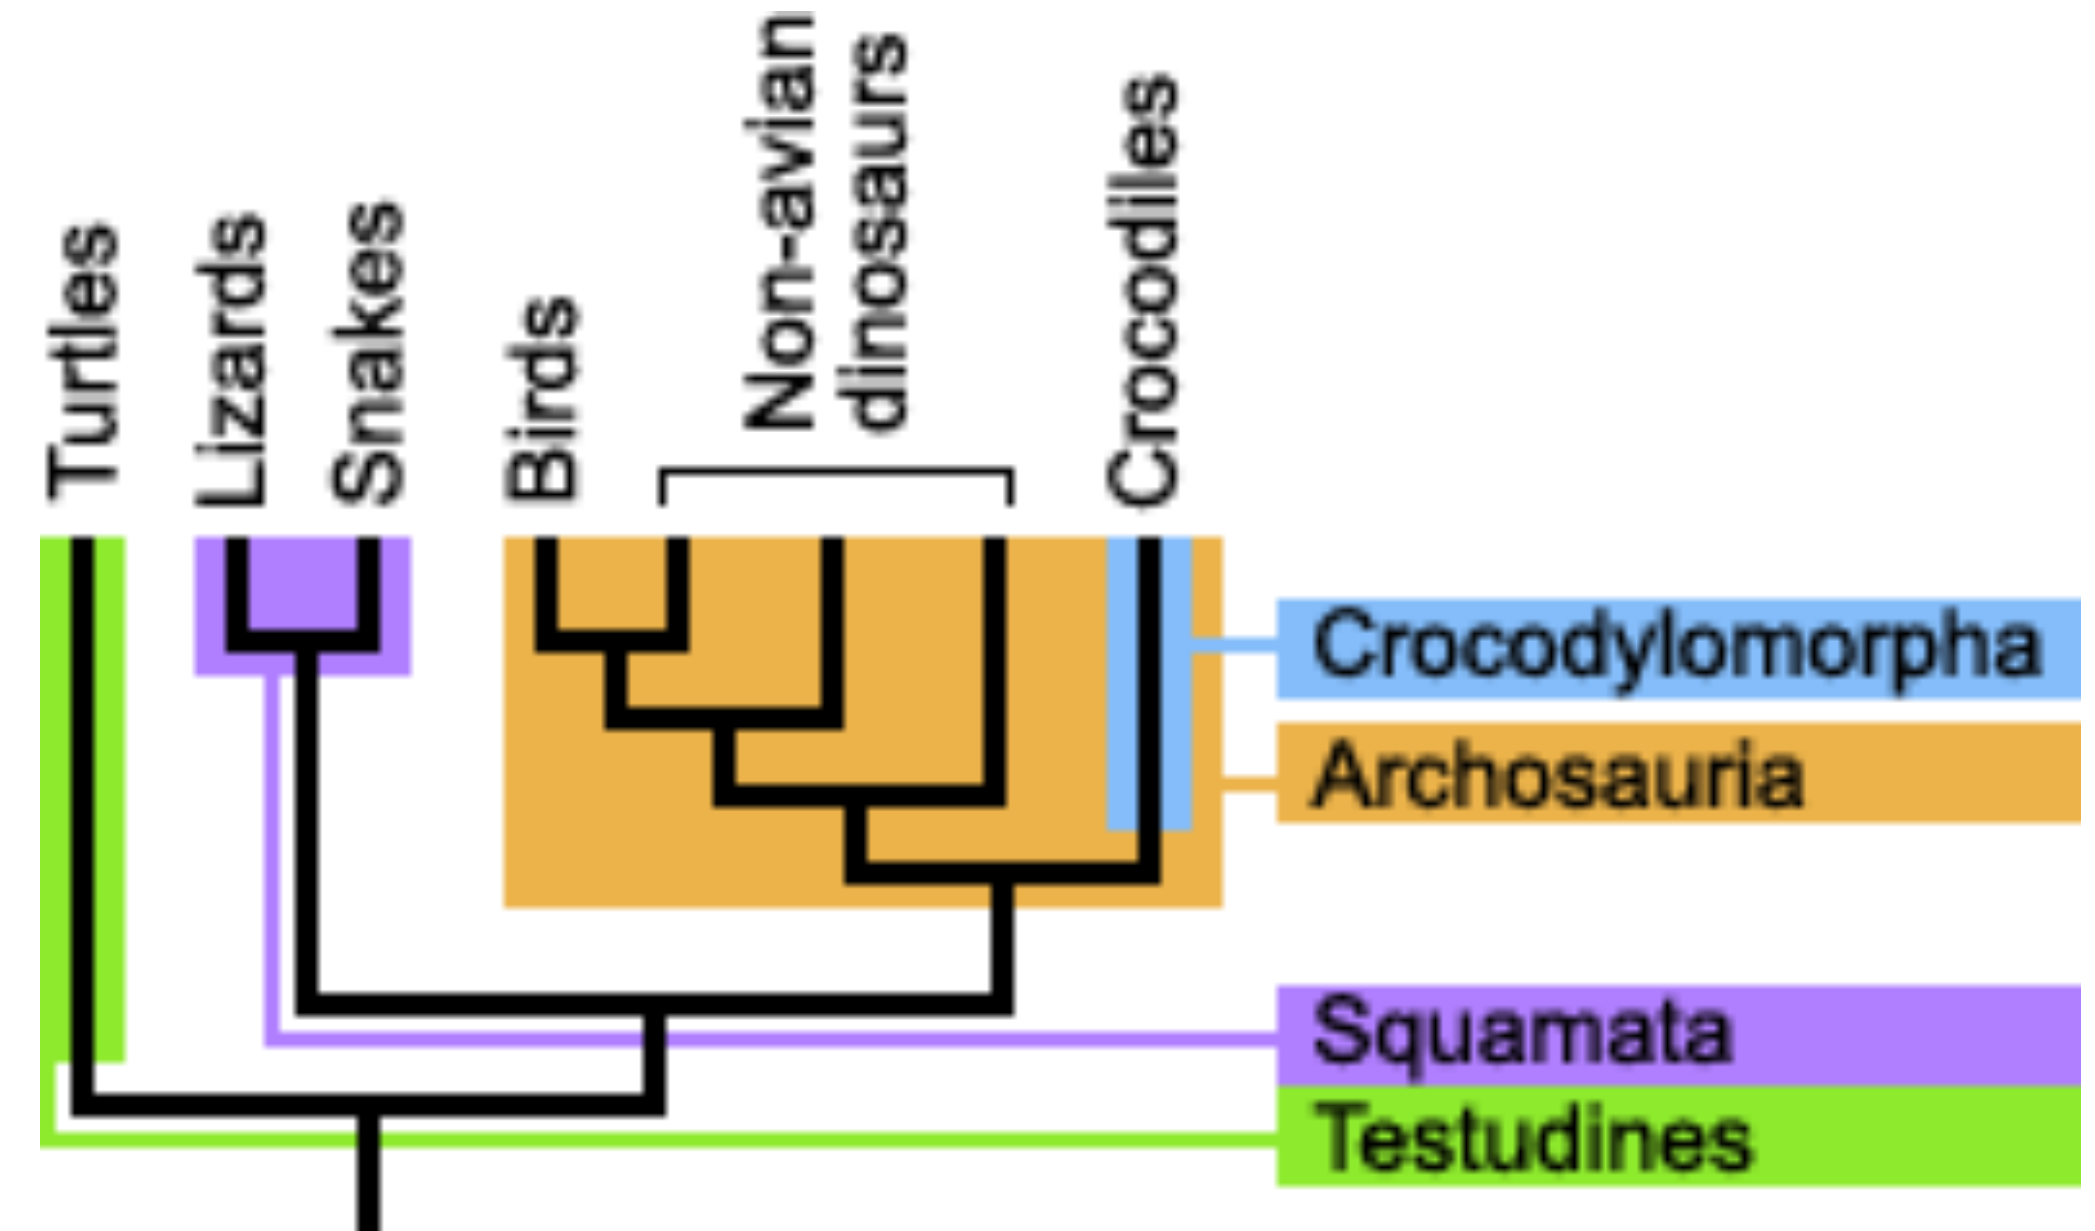 Turtles
Lizards
Snakes
Birds
Non-avian
dinosaurs
Crocodiles
Crocodylomorpha
Archosauria
Squamata
Testudines